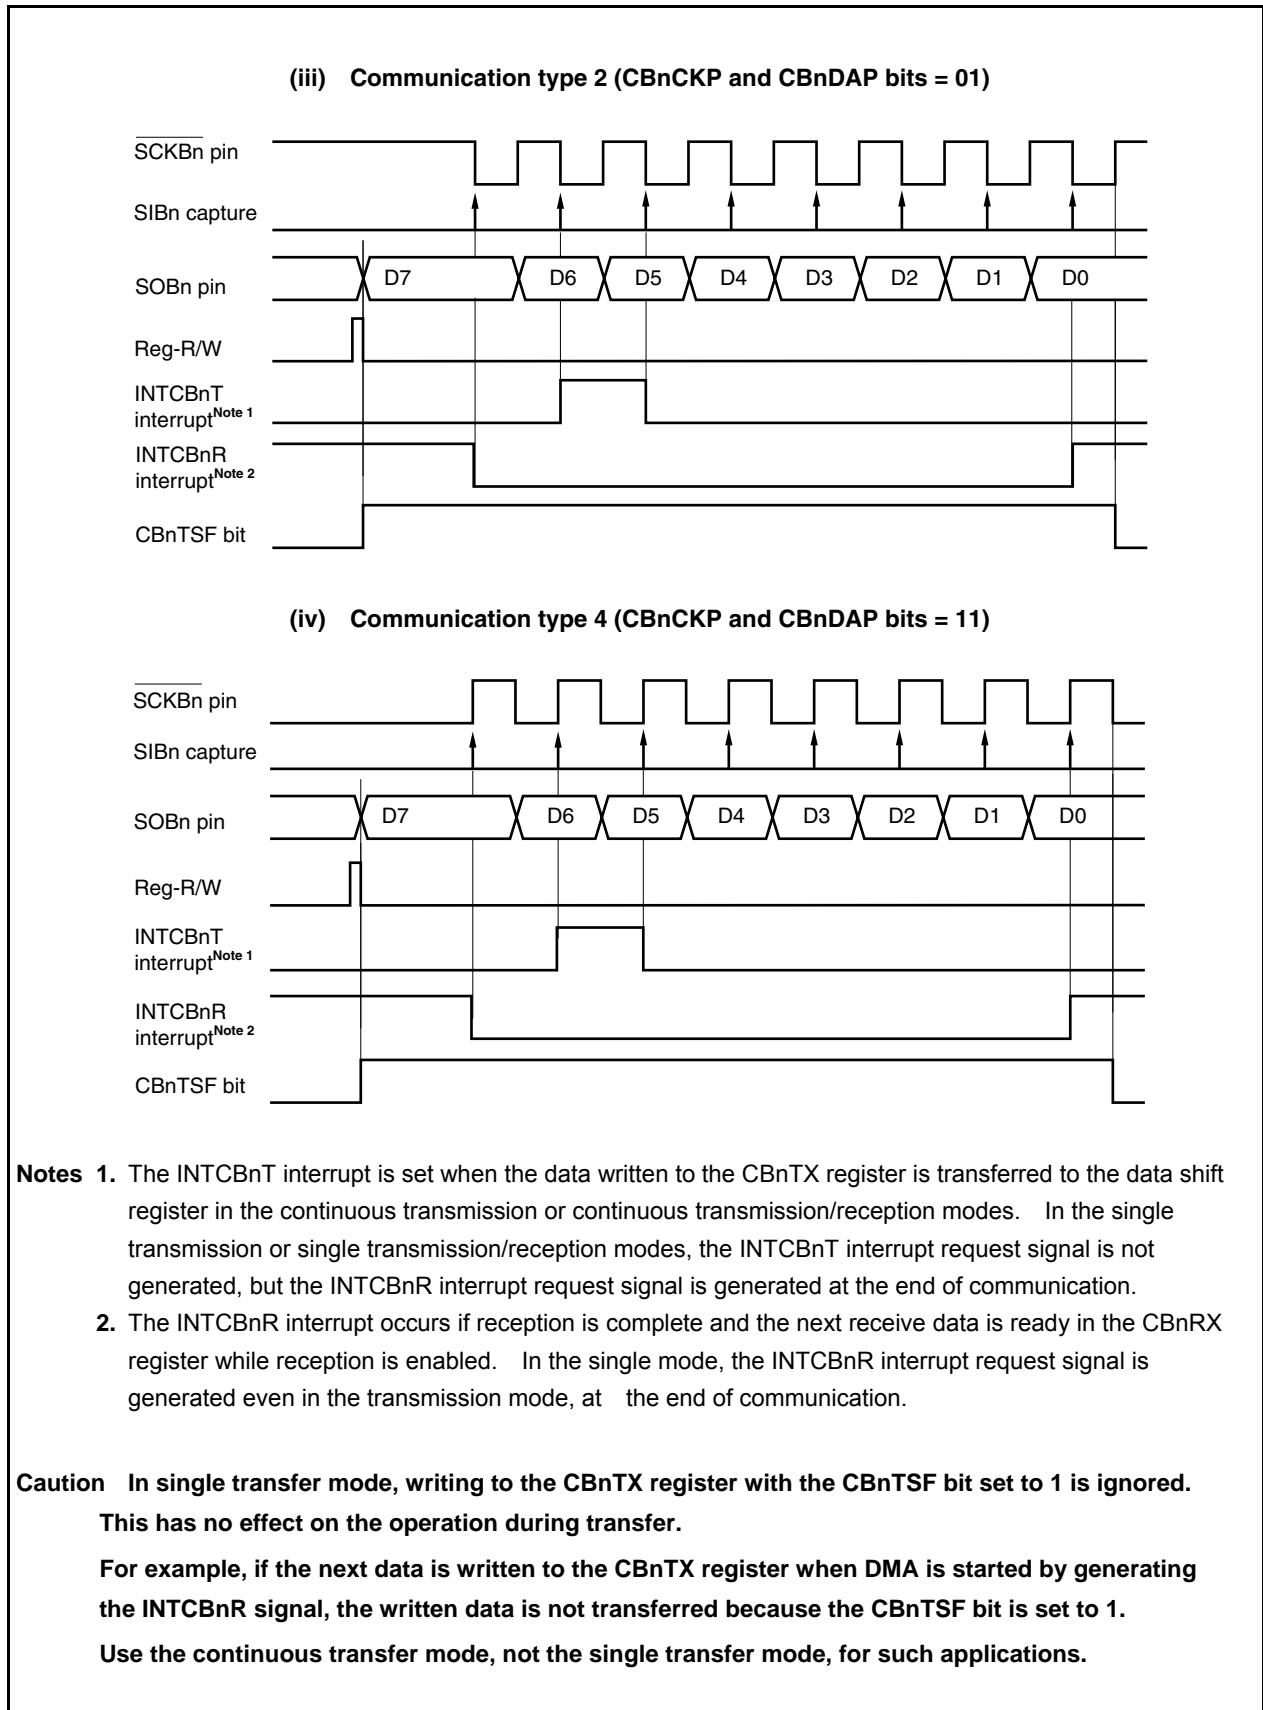 (iii) Communication type 2 (CBnCKP and CBnDAP bits = 01)
SCKBn pin
SIBn capture
SOBn pin
D7 D6 D5 D4 D3 D2 D1 D0
Reg-R/W
INTCBnT
interruptNote 1
INTCBnR
interruptNote 2
CBnTSF bit
(iv) Communication type 4 (CBnCKP and CBnDAP bits = 11)
SCKBn pin
SIBn capture
SOBn pin
D7 D6 D5 D4 D3 D2 D1 D0
Reg-R/W
INTCBnT
interruptNote 1
INTCBnR
interruptNote 2
CBnTSF bit
Notes 1. The INTCBnT interrupt is set when the data written to the CBnTX register is transferred to the data shift
register in the continuous transmission or continuous transmission/reception modes. In the single
transmission or single transmission/reception modes, the INTCBnT interrupt request signal is not
generated, but the INTCBnR interrupt request signal is generated at the end of communication.
2. The INTCBnR interrupt occurs if reception is complete and the next receive data is ready in the CBnRX
register while reception is enabled. In the single mode, the INTCBnR interrupt request signal is
generated even in the transmission mode, at the end of communication.
Caution In single transfer mode, writing to the CBnTX register with the CBnTSF bit set to 1 is ignored.
This has no effect on the operation during transfer.
For example, if the next data is written to the CBnTX register when DMA is started by generating
the INTCBnR signal, the written data is not transferred because the CBnTSF bit is set to 1.
Use the continuous transfer mode, not the single transfer mode, for such applications.